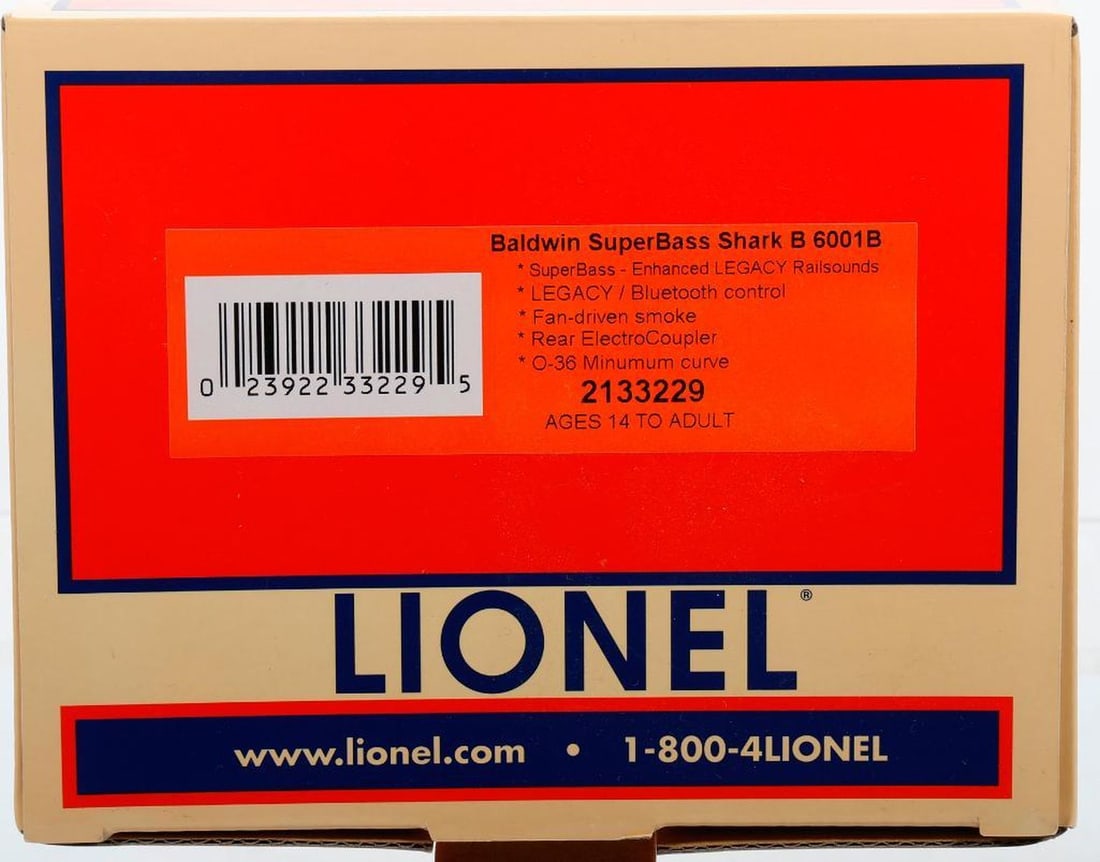 Baldwin SuperBass Shark B 6001B
* SuperBass - Enhanced LEGACY Railsounds
* LEGACY / Bluetooth control
* Fan-driven smoke
* Rear ElectroCoupler
* O-36 Minumum curve
2133229
AGES 14 TO ADULT
0 23922 33229 5
LIONEL®
www.lionel.com • 1-800-4LIONEL